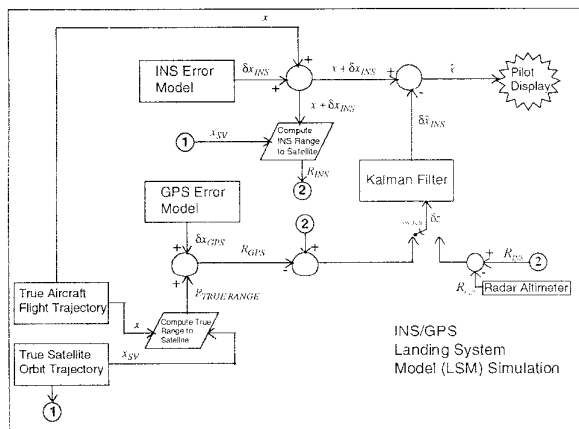 x
INS Error
Model
δx_INS
+
+
x + δx_INS
+
-
x̂
Pilot
Display
x + δx_INS
1
x_SV
Compute
INS Range
to Satellite
R_INS
2
δx̂_INS
Kalman Filter
δz
GPS Error
Model
δx_GPS
+
+
R_GPS
2
+
-
+
R_INS
2
-
Radar Altimeter
R_TRUE RANGE
True Aircraft
Flight Trajectory
x
Compute True
Range to
Satellite
x_SV
True Satellite
Orbit Trajectory
1
INS/GPS
Landing System
Model (LSM) Simulation